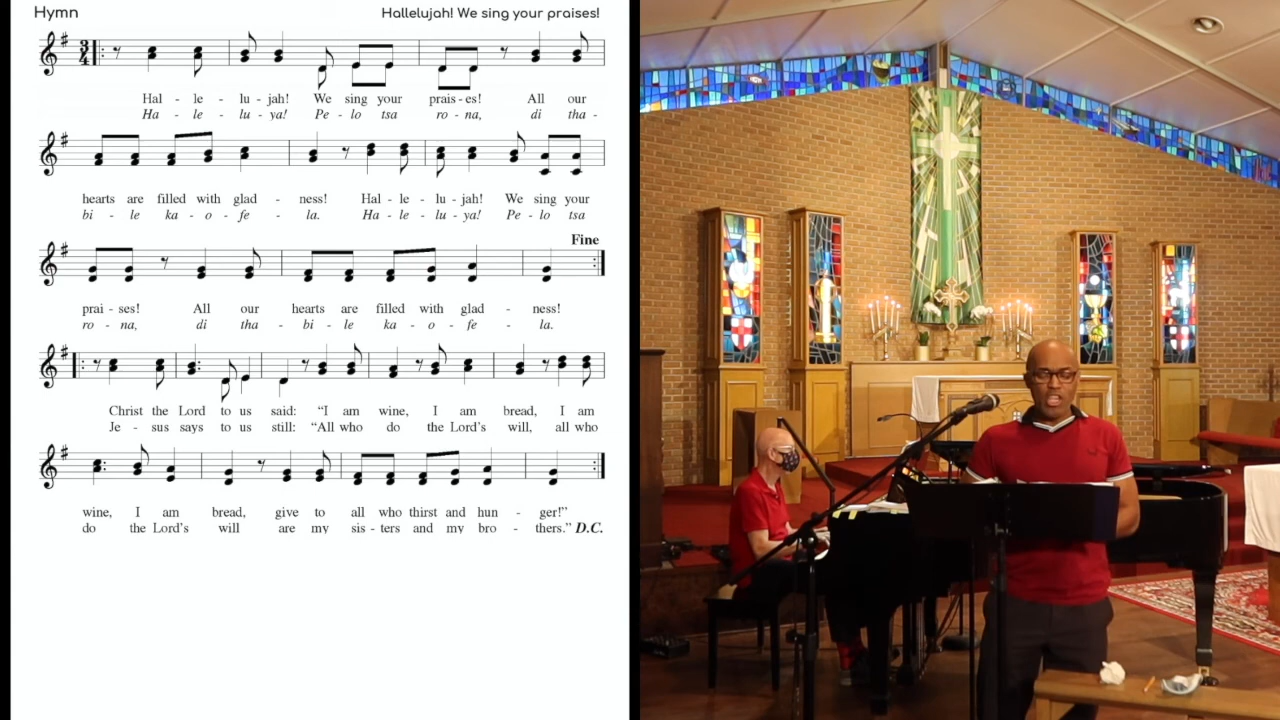 Hymn
Hallelujah! We sing your praises!
3/4
Hal - le - lu - jah! We sing your prais - es! All our
Ha - le - lu - ya! Pe - lo tsa ro - na, di tha -
hearts are filled with glad - ness! Hal - le - lu - jah! We sing your
bi - le ka - o - fe - la. Ha - le - lu - ya! Pe - lo tsa
Fine
prai - ses! All our hearts are filled with glad - ness!
ro - na, di tha - bi - le ka - o - fe - la.
Christ the Lord to us said: “I am wine, I am bread, I am
Je - sus says to us still: “All who do the Lord’s will, all who
wine, I am bread, give to all who thirst and hun - ger!”
do the Lord’s will are my sis - ters and my bro - thers.” D.C.